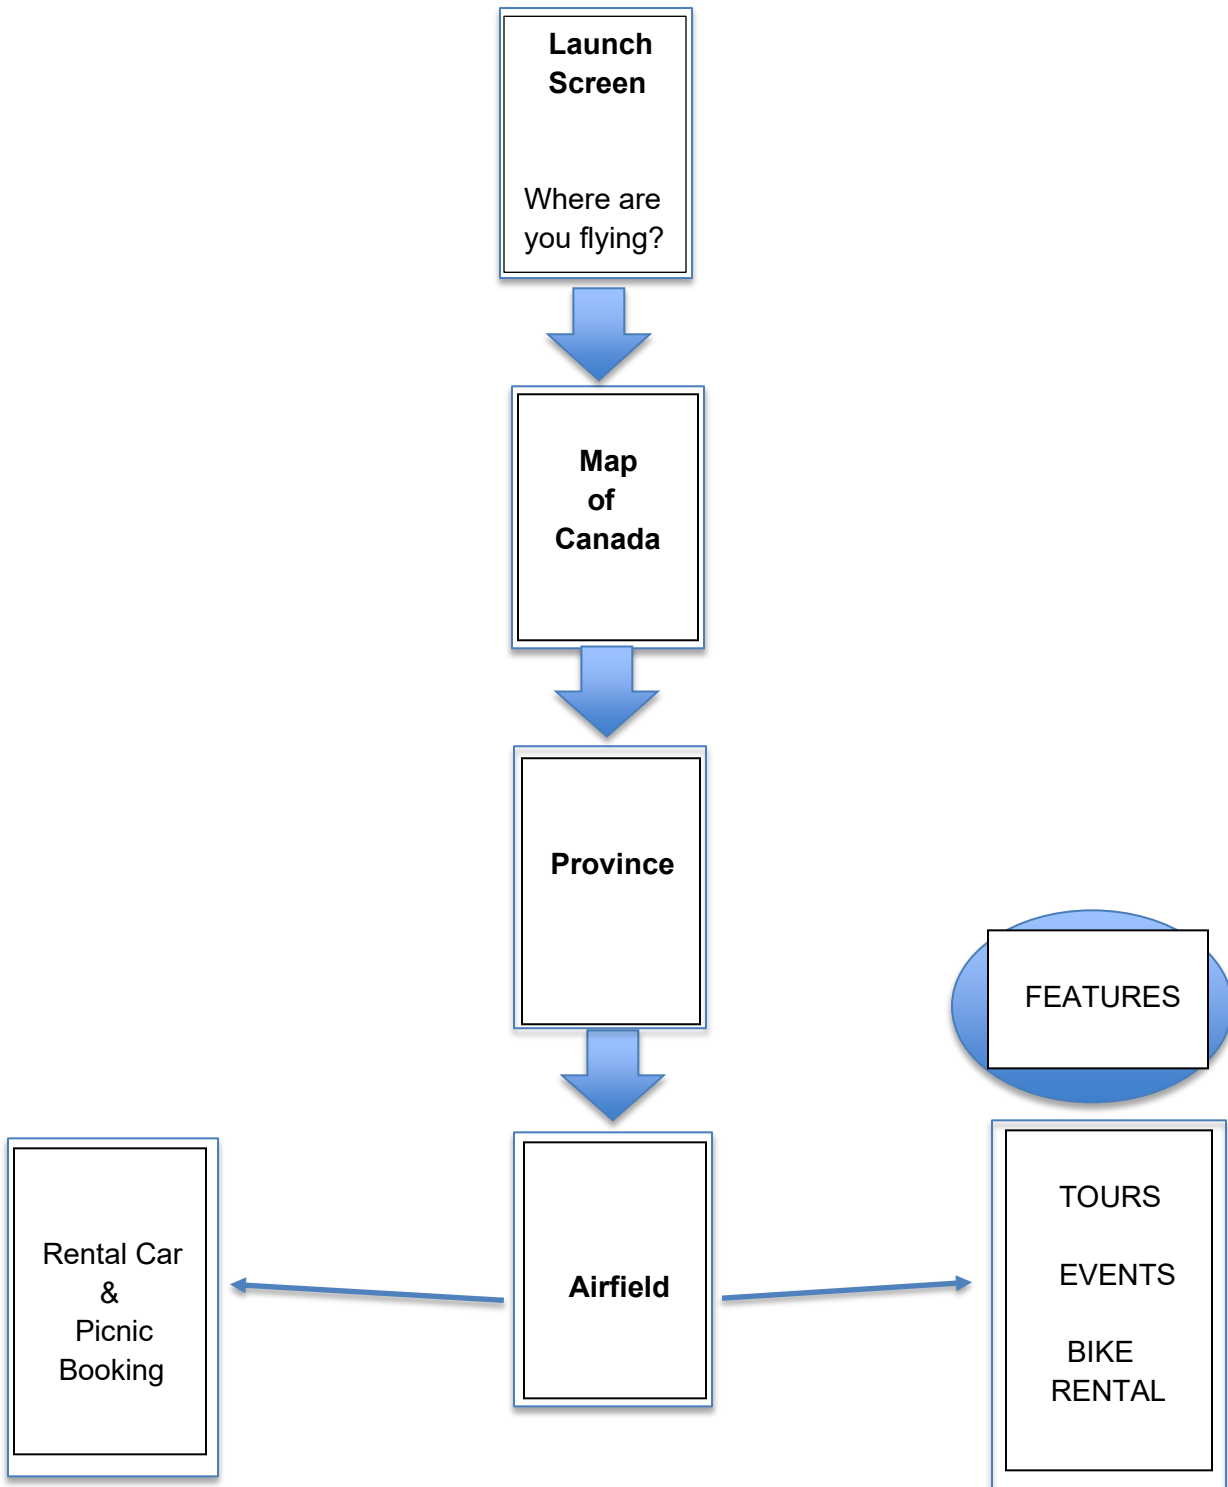 Launch
Screen
Where are
you flying?
Map
of
Canada
Province
FEATURES
Rental Car
&
Picnic
Booking
Airfield
TOURS
EVENTS
BIKE
RENTAL